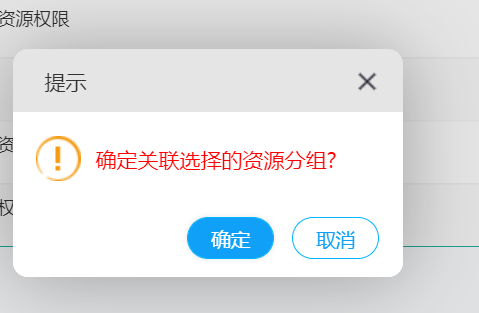 资源权限
提示
资
确定关联选择的资源分组?
权
确定
取消